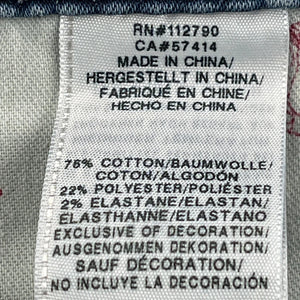 RN#112790
CA#57414
MADE IN CHINA/
HERGESTELLT IN CHINA/
FABRIQUÉ EN CHINE/
HECHO EN CHINA
76% COTTON/BAUMWOLLE/
COTON/ALGODÓN
22% POLYESTER/POLIÉSTER
2% ELASTANE/ELASTAN/
ELASTHANNE/ELASTANO
EXCLUSIVE OF DECORATION/
AUSGENOMMEN DEKORATION/
SAUF DÉCORATION/
NO INCLUYE LA DECORACIÓN